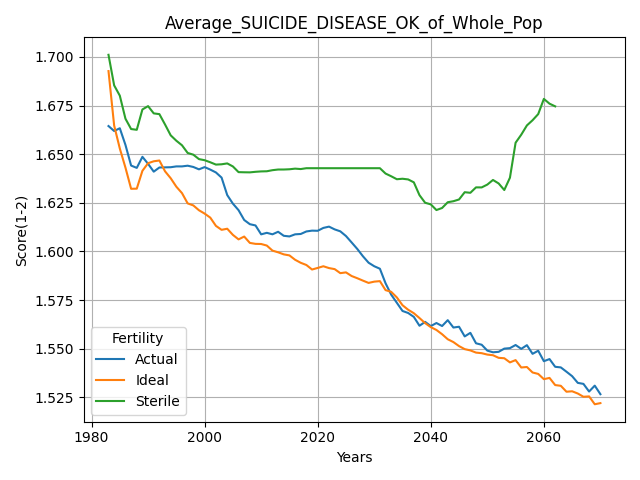 Average_SUICIDE_DISEASE_OK_of_Whole_Pop
1.700
1.675
1.650
1.625
1.600
1.575
1.550
1.525
Score(1-2)
Fertility
Actual
Ideal
Sterile
1980 2000 2020 2040 2060
Years